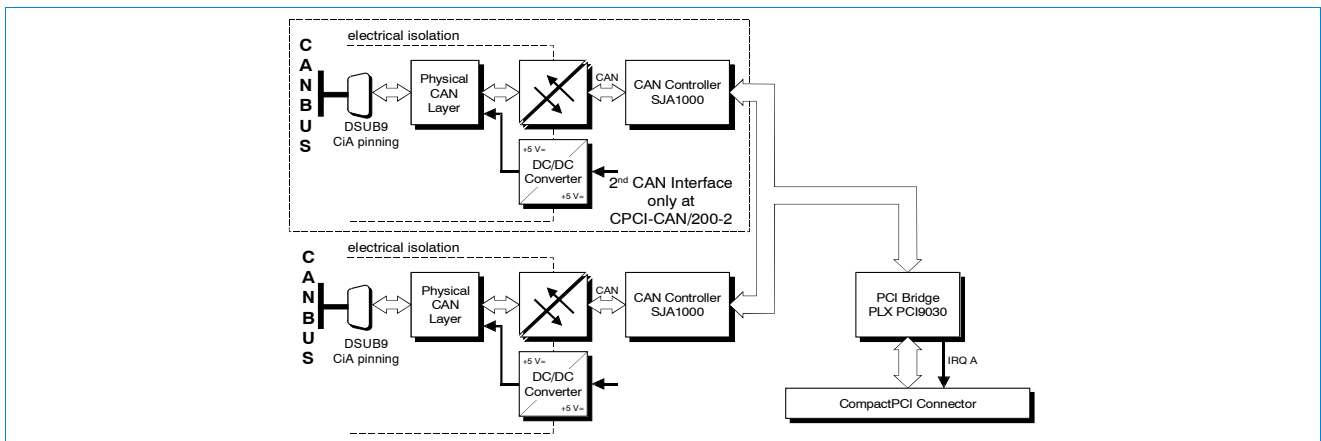 CANBUS
electrical isolation
DSUB9
CiA pinning
Physical
CAN
Layer
CAN
CAN Controller
SJA1000
+5 V=
DC/DC
Converter
+5 V=
2nd CAN Interface
only at
CPCI-CAN/200-2
CANBUS
electrical isolation
DSUB9
CiA pinning
Physical
CAN
Layer
CAN
CAN Controller
SJA1000
+5 V=
DC/DC
Converter
+5 V=
PCI Bridge
PLX PCI9030
IRQ A
CompactPCI Connector